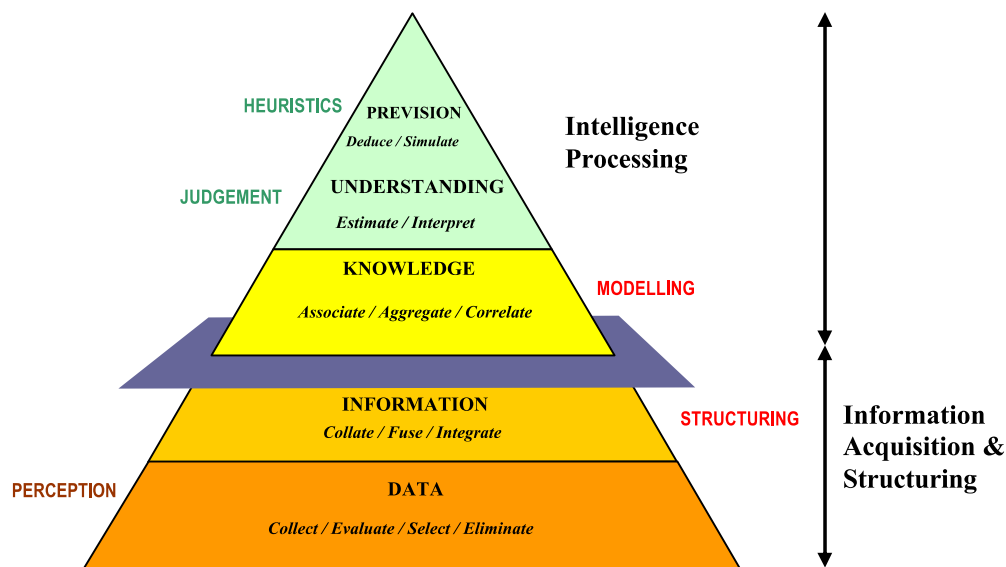 HEURISTICS
PREVISION
Deduce / Simulate
Intelligence
Processing
JUDGEMENT
UNDERSTANDING
Estimate / Interpret
KNOWLEDGE
MODELLING
Associate / Aggregate / Correlate
INFORMATION
STRUCTURING
Collate / Fuse / Integrate
Information
Acquisition &
Structuring
PERCEPTION
DATA
Collect / Evaluate / Select / Eliminate